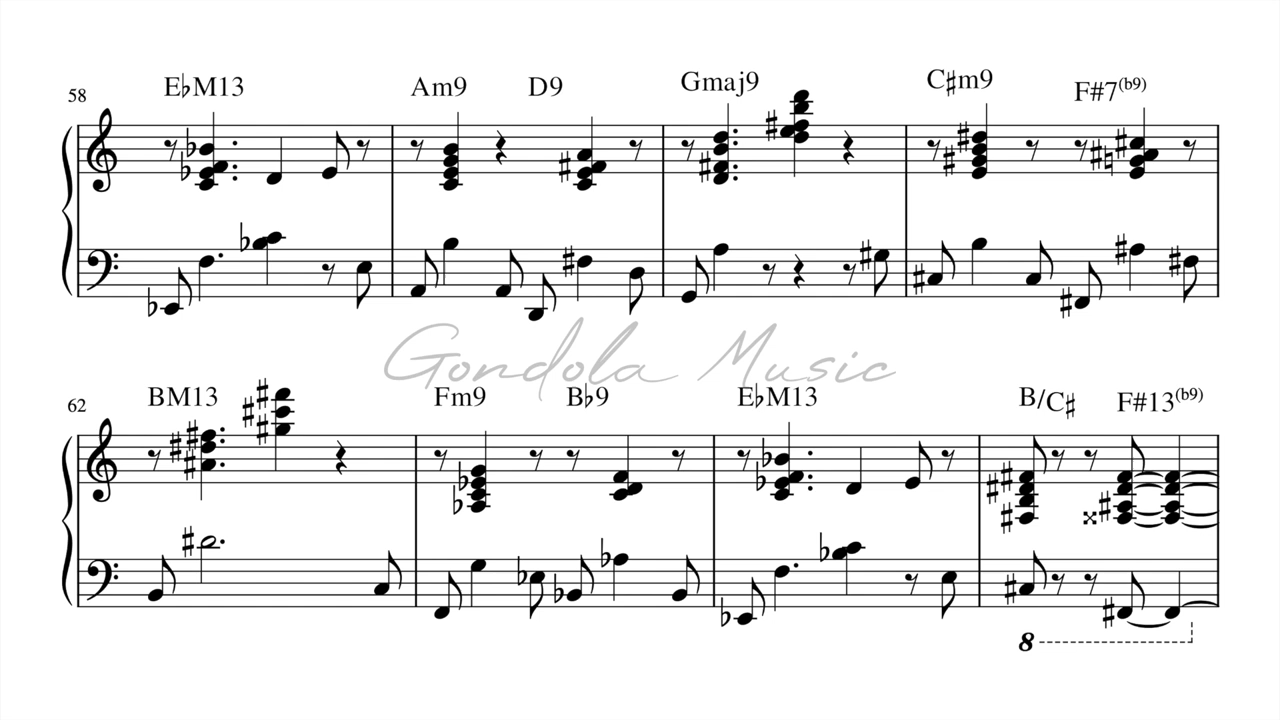 E♭M13 Am9 D9 Gmaj9 C♯m9 F#7(b9)
58
Gondola Music
BM13 Fm9 B♭9 E♭M13 B/C♯ F#13(b9)
62
8